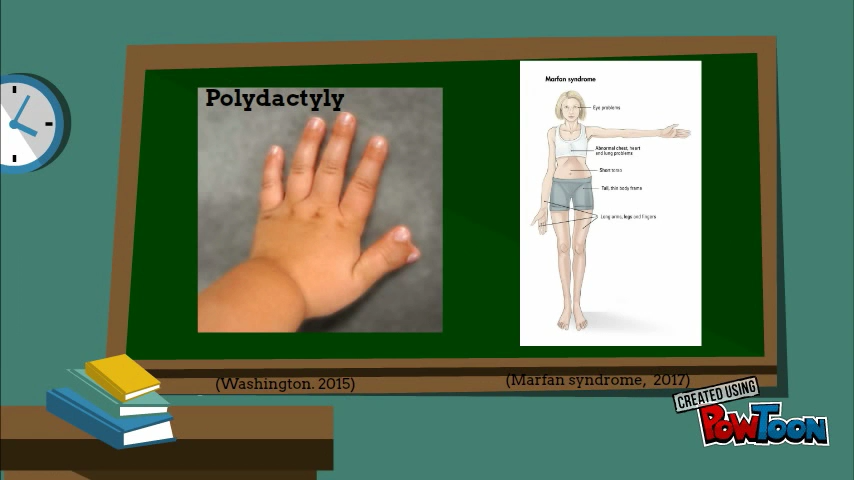 Polydactyly
Marfan syndrome
Eye problems
Abnormal chest, heart
and lung problems
Short torso
Tall, thin body frame
Long arms, legs and fingers
(Washington. 2015)
(Marfan syndrome, 2017)
CREATED USING
POWTOON